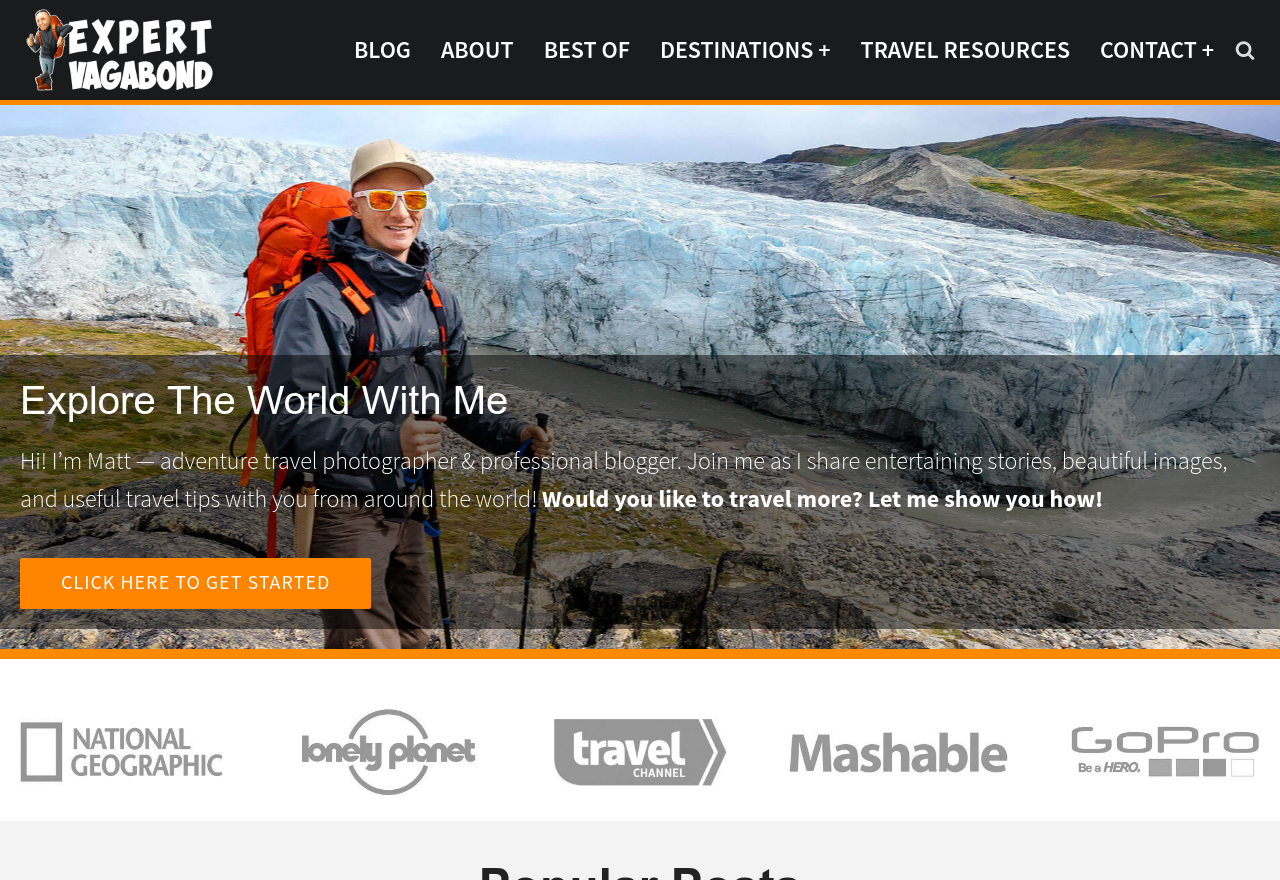 EXPERT
VAGABOND
BLOG
ABOUT
BEST OF
DESTINATIONS +
TRAVEL RESOURCES
CONTACT +
Explore The World With Me
Hi! I’m Matt — adventure travel photographer & professional blogger. Join me as I share entertaining stories, beautiful images,
and useful travel tips with you from around the world! Would you like to travel more? Let me show you how!
CLICK HERE TO GET STARTED
NATIONAL
GEOGRAPHIC
lonely planet
travel
CHANNEL
Mashable
GoPro
Be a HERO.
Popular Posts